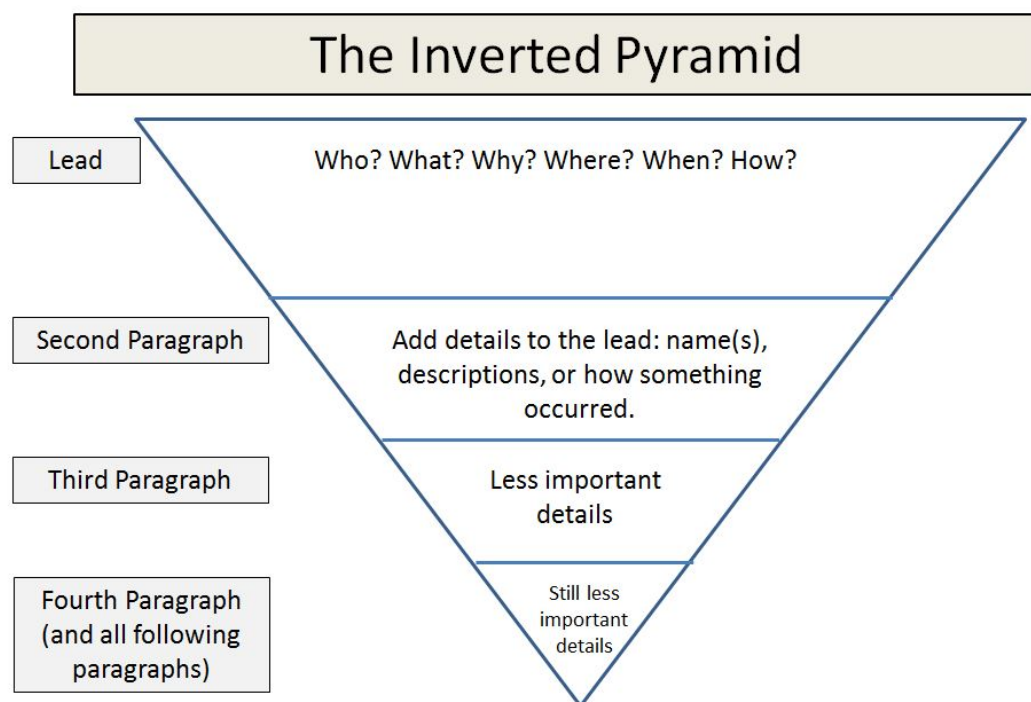 The Inverted Pyramid
Lead
Who? What? Why? Where? When? How?
Second Paragraph
Add details to the lead: name(s),
descriptions, or how something
occurred.
Third Paragraph
Less important
details
Fourth Paragraph
(and all following
paragraphs)
Still less
important
details